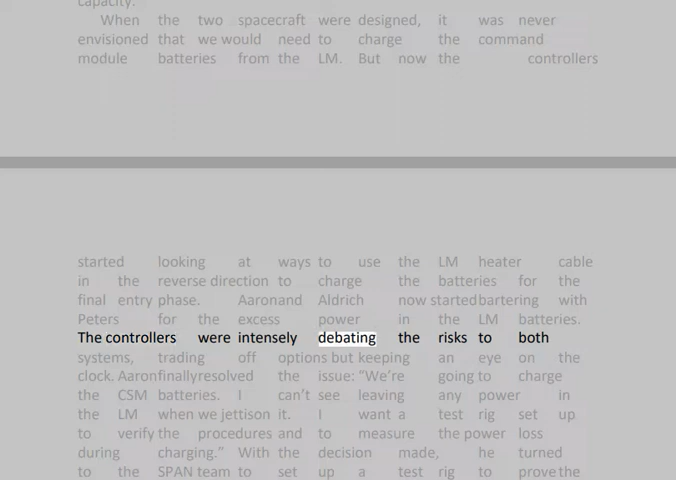 capacity.
When the two spacecraft were designed, it was never
envisioned that we would need to charge the command
module batteries from the LM. But now the controllers
started looking at ways to use the LM heater cable
in the reverse direction to charge the batteries for the
final entry phase. Aaronand Aldrich now startedbartering with
Peters for the excess power in the LM batteries.
The controllers were intensely debating the risks to both
systems, trading off options but keeping an eye on the
clock. Aaronfinallyresolved the issue: “We’re going to charge
the CSM batteries. I can’t see leaving any power in
the LM when we jettison it. I want a test rig set up
to verify the procedures and to measure the power loss
during charging.” With the decision made, he turned
to the SPAN team to set up a test rig to prove the